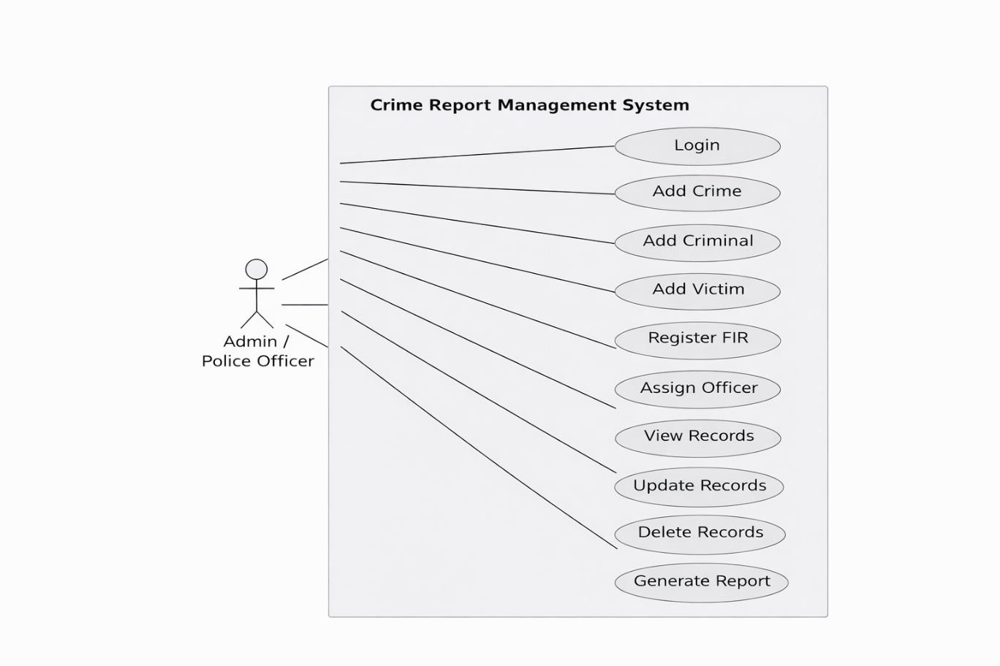 Crime Report Management System
Login
Add Crime
Add Criminal
Add Victim
Register FIR
Assign Officer
View Records
Update Records
Delete Records
Generate Report
Admin /
Police Officer